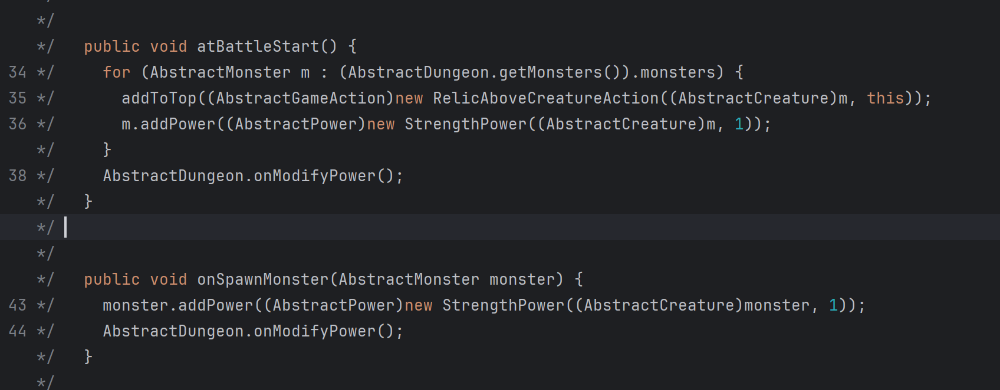 */
*/   public void atBattleStart() {
34 */     for (AbstractMonster m : (AbstractDungeon.getMonsters()).monsters) {
35 */       addToTop((AbstractGameAction)new RelicAboveCreatureAction((AbstractCreature)m, this));
36 */       m.addPower((AbstractPower)new StrengthPower((AbstractCreature)m, 1));
*/     }
38 */     AbstractDungeon.onModifyPower();
*/   }
*/
*/
*/   public void onSpawnMonster(AbstractMonster monster) {
43 */     monster.addPower((AbstractPower)new StrengthPower((AbstractCreature)monster, 1));
44 */     AbstractDungeon.onModifyPower();
*/   }
*/